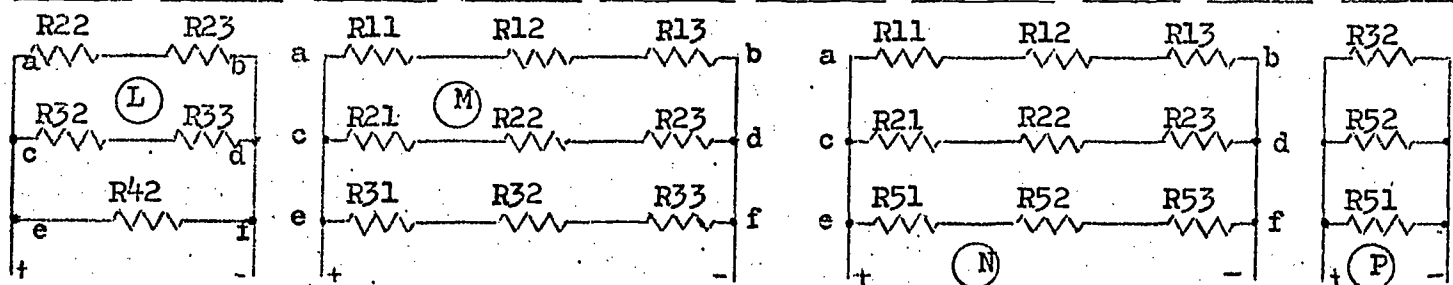 R22 R23 R11 R12 R13 R11 R12 R13 R32
a b a b a b
L M
R32 R33 R21 R22 R23 R21 R22 R23 R52
c d c d c d
R42 R31 R32 R33 R51 R52 R53 R51
e f e f e f
N P
+ - + - + - + -